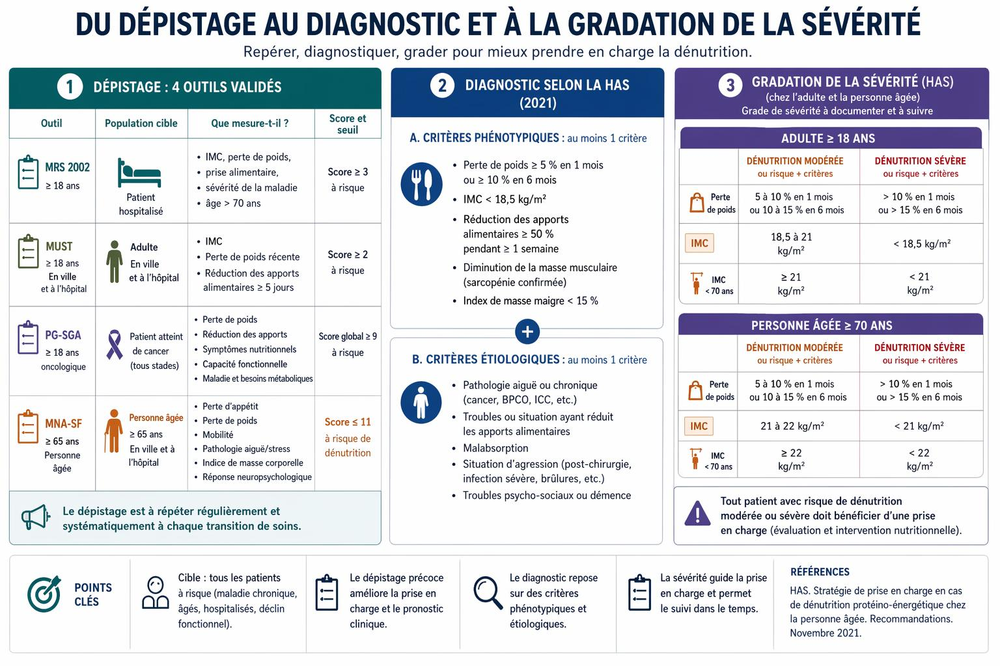 DU DÉPISTAGE AU DIAGNOSTIC ET À LA GRADATION DE LA SÉVÉRITÉ
Repérer, diagnostiquer, grader pour mieux prendre en charge la dénutrition.
1 DÉPISTAGE : 4 OUTILS VALIDÉS
Outil
Population cible
Que mesure-t-il ?
Score et
seuil
MRS 2002
≥ 18 ans
Patient
hospitalisé
• IMC, perte de poids,
• prise alimentaire,
• sévérité de la maladie
• âge > 70 ans
Score ≥ 3
à risque
MUST
≥ 18 ans
En ville
et à l'hôpital
Adulte
En ville
et à l'hôpital
• IMC
• Perte de poids récente
• Réduction des apports
alimentaires ≥ 5 jours
Score ≥ 2
à risque
PG-SGA
≥ 18 ans
oncologique
Patient atteint
de cancer
(tous stades)
• Perte de poids
• Réduction des apports
• Symptômes nutritionnels
• Capacité fonctionnelle
• Maladie et besoins métaboliques
Score global ≥ 9
à risque
MNA-SF
≥ 65 ans
Personne
âgée
Personne âgée
≥ 65 ans
En ville et à
l'hôpital
• Perte d'appétit
• Perte de poids
• Mobilité
• Pathologie aiguë/stress
• Indice de masse corporelle
• Réponse neuropsychologique
Score ≤ 11
à risque de
dénutrition
Le dépistage est à répéter régulièrement et
systématiquement à chaque transition de soins.
2 DIAGNOSTIC SELON LA HAS
(2021)
A. CRITÈRES PHÉNOTYPIQUES : au moins 1 critère
• Perte de poids ≥ 5 % en 1 mois
ou ≥ 10 % en 6 mois
• IMC < 18,5 kg/m²
• Réduction des apports
alimentaires ≥ 50 %
pendant ≥ 1 semaine
• Diminution de la masse musculaire
(sarcopénie confirmée)
• Index de masse maigre < 15 %
+
B. CRITÈRES ÉTIOLOGIQUES : au moins 1 critère
• Pathologie aiguë ou chronique
(cancer, BPCO, ICC, etc.)
• Troubles ou situation ayant réduit
les apports alimentaires
• Malabsorption
• Situation d'agression (post-chirurgie,
infection sévère, brûlures, etc.)
• Troubles psycho-sociaux ou démence
3 GRADATION DE LA SÉVÉRITÉ (HAS)
(chez l'adulte et la personne âgée)
Grade de sévérité à documenter et à suivre
ADULTE ≥ 18 ANS
DÉNUTRITION MODÉRÉE
ou risque + critères
DÉNUTRITION SÉVÈRE
ou risque + critères
Perte
de poids
5 à 10 % en 1 mois
ou 10 à 15 % en 6 mois
> 10 % en 1 mois
ou > 15 % en 6 mois
IMC
18,5 à 21
kg/m²
< 18,5 kg/m²
IMC
< 70 ans
≥ 21
kg/m²
< 21
kg/m²
PERSONNE ÁGÉE ≥ 70 ANS
DÉNUTRITION MODÉRÉE
ou risque + critères
DÉNUTRITION SÉVÈRE
ou risque + critères
Perte
de poids
5 à 10 % en 1 mois
ou 10 à 15 % en 6 mois
> 10 % en 1 mois
ou > 15 % en 6 mois
IMC
21 à 22 kg/m²
< 21 kg/m²
IMC
< 70 ans
≥ 22
kg/m²
< 22
kg/m²
Tout patient avec risque de dénutrition
modérée ou sévère doit bénéficier d'une prise
en charge (évaluation et intervention nutritionnelle).
POINTS
CLÉS
Cible : tous les patients
à risque (maladie chronique,
âgés, hospitalisés, déclin
fonctionnel).
Le dépistage précoce
améliore la prise en
charge et le pronostic
clinique.
Le diagnostic repose
sur des critères
phénotypiques et
étiologiques.
La sévérité guide la prise
en charge et permet
le suivi dans le temps.
RÉFÉRENCES
HAS. Stratégie de prise en charge en cas
de dénutrition protéino-énergétique chez
la personne âgée. Recommandations.
Novembre 2021.